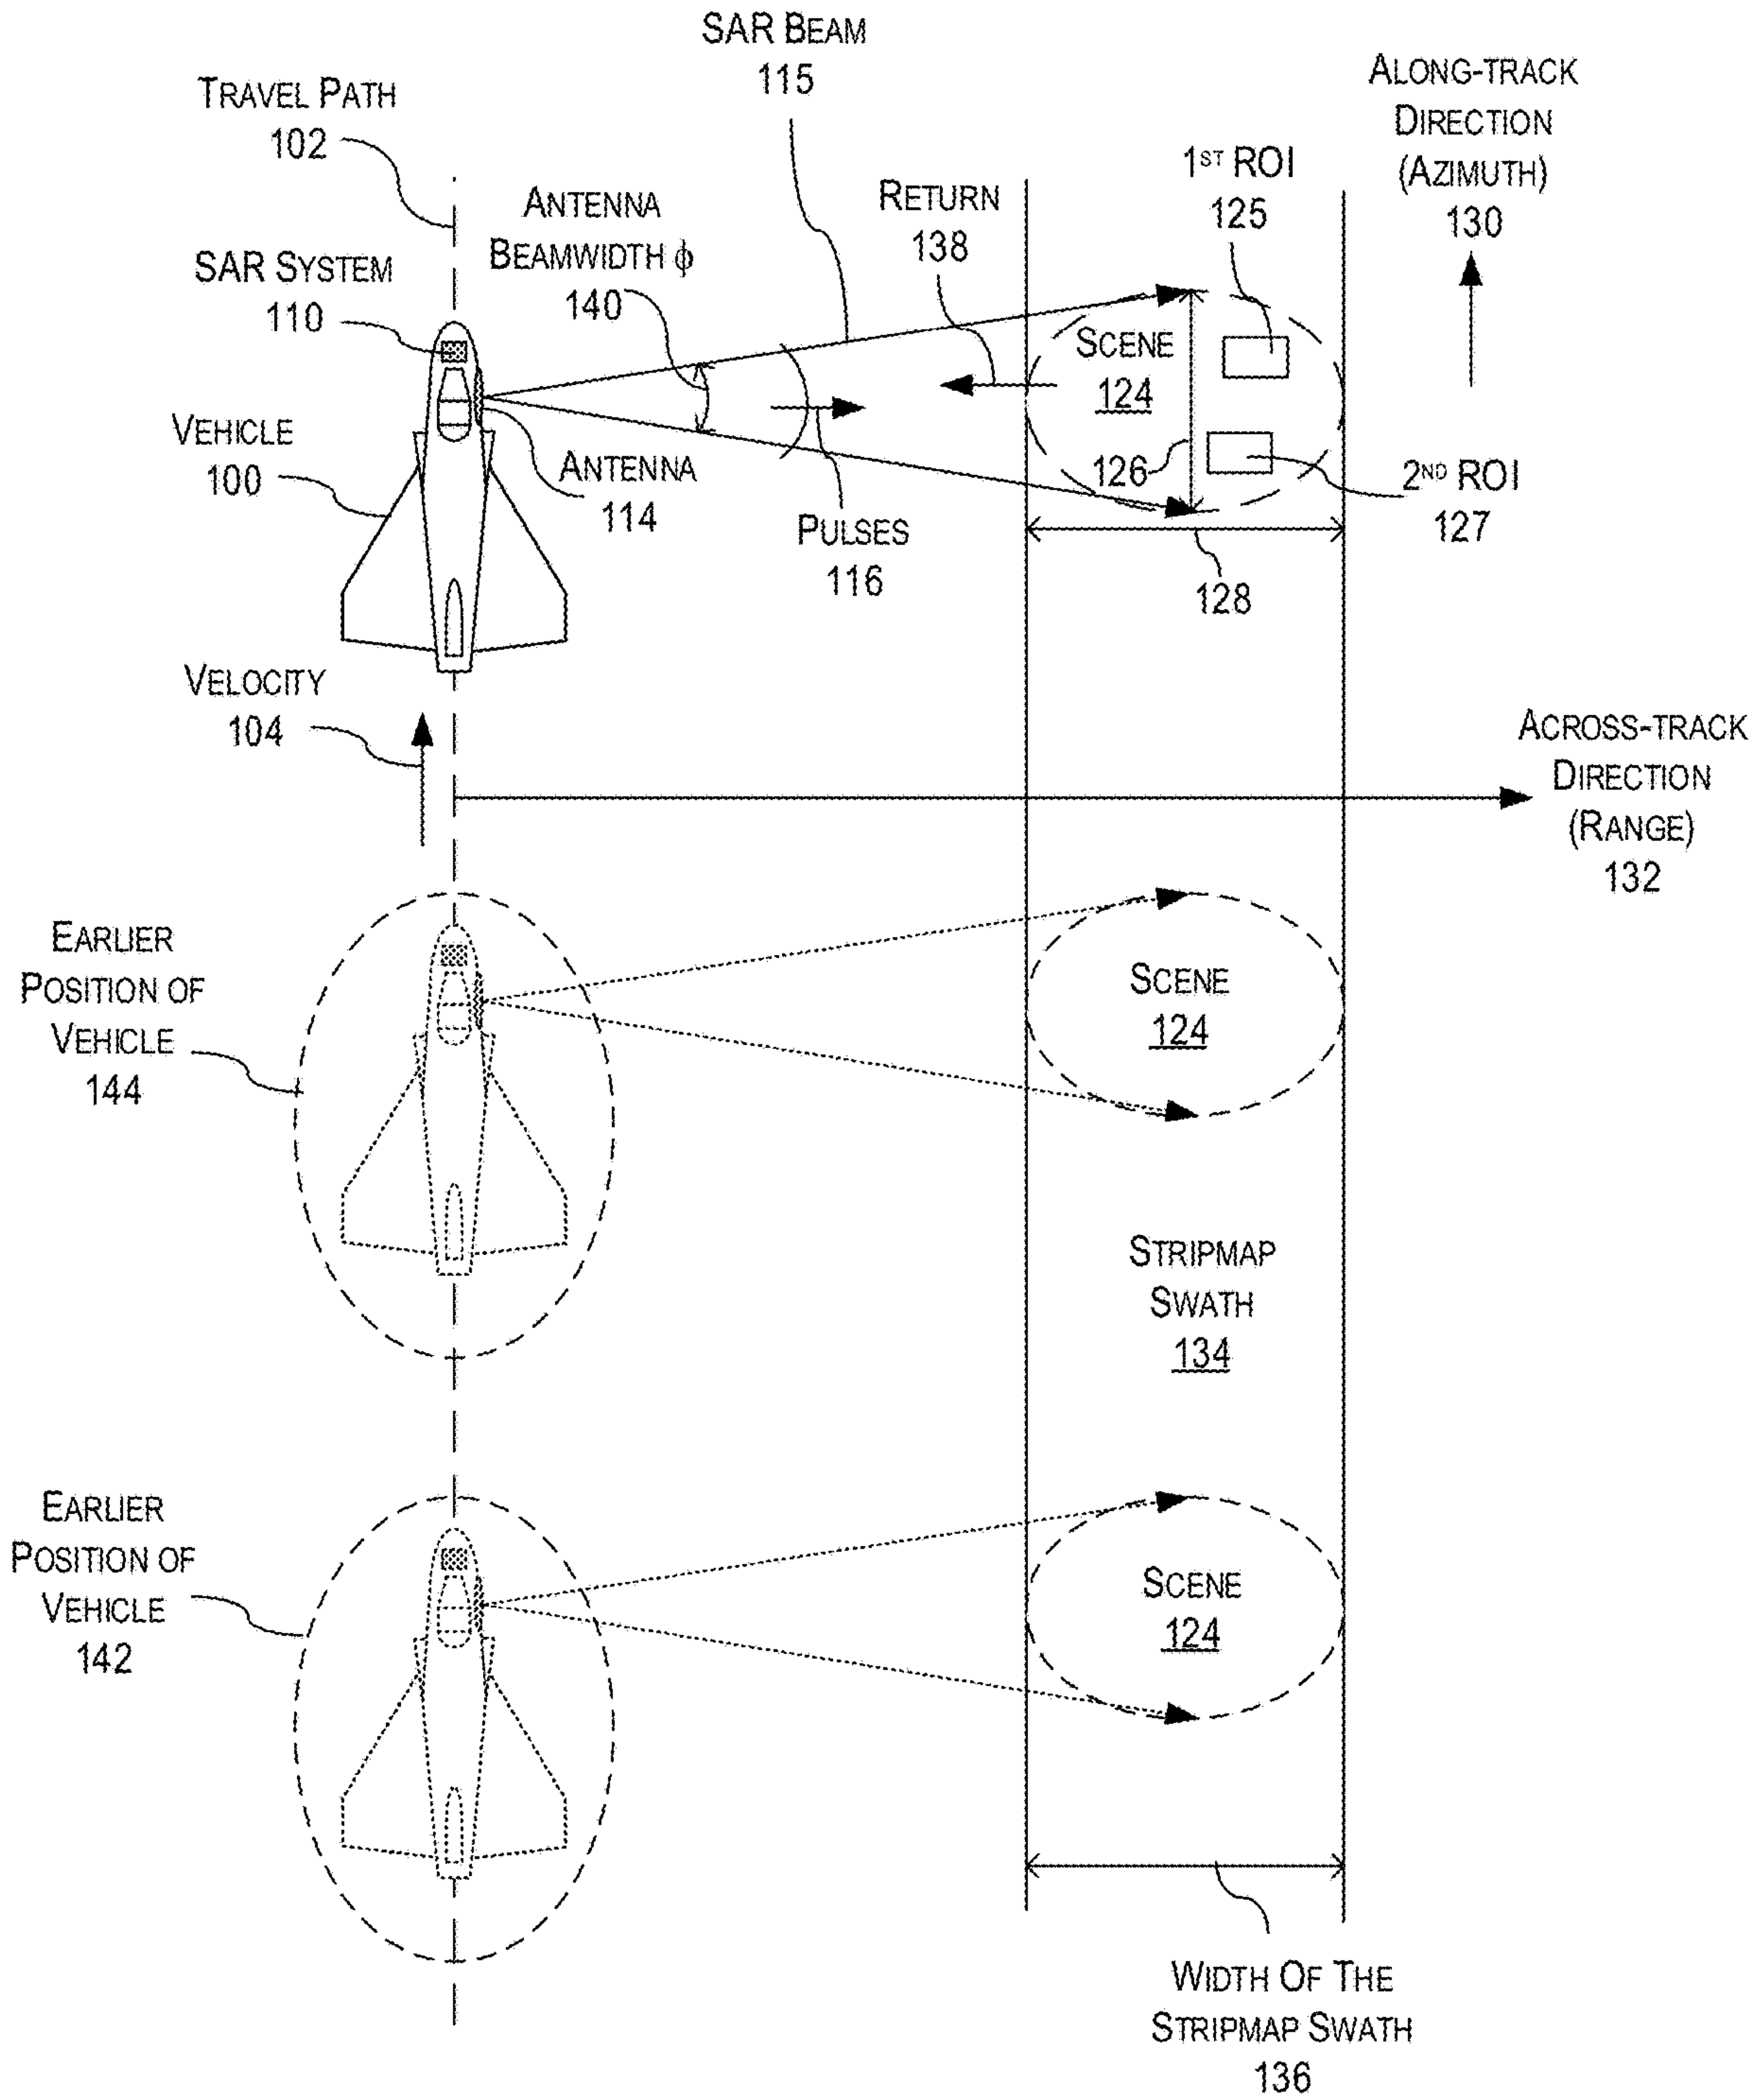 SAR BEAM
115
TRAVEL PATH
102
ALONG-TRACK
DIRECTION
(AZIMUTH)
130
1ST ROI
125
RETURN
138
ANTENNA
BEAMWIDTH ϕ
140
SAR SYSTEM
110
SCENE
124
VEHICLE
100
ANTENNA
114
126
2ND ROI
127
PULSES
116
128
VELOCITY
104
ACROSS-TRACK
DIRECTION
(RANGE)
132
EARLIER
POSITION OF
VEHICLE
144
SCENE
124
STRIPMAP
SWATH
134
EARLIER
POSITION OF
VEHICLE
142
SCENE
124
WIDTH OF THE
STRIPMAP SWATH
136